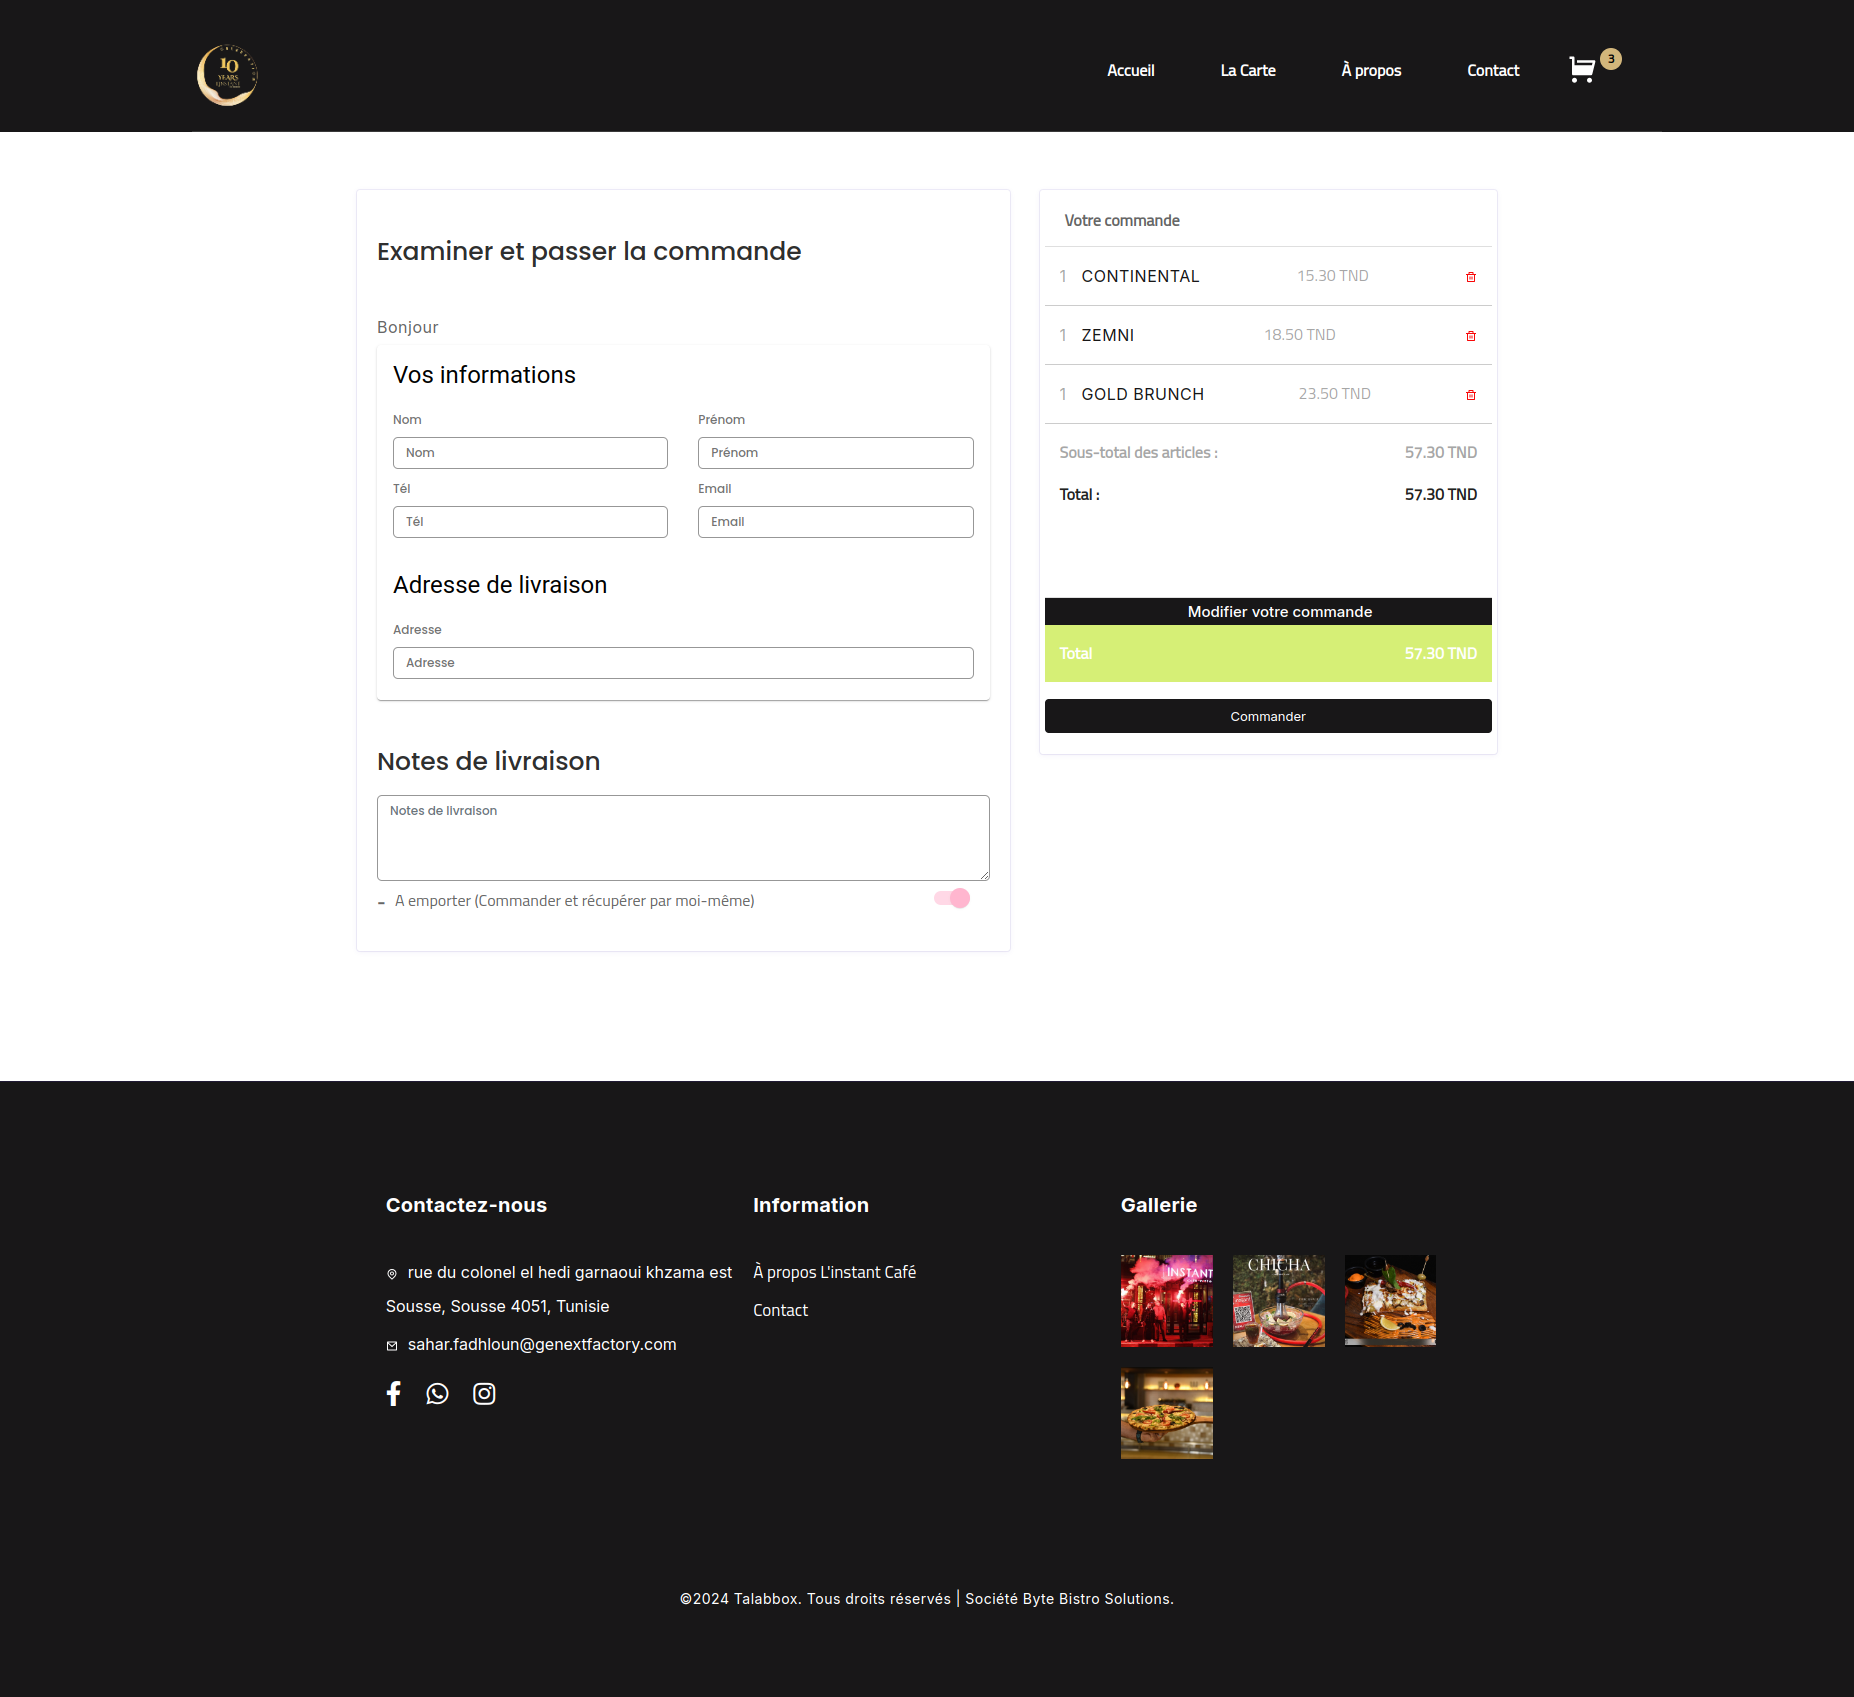 10
YEARS
Accueil
La Carte
À propos
Contact
3
Examiner et passer la commande
Bonjour
Vos informations
Nom
Prénom
Nom
Prénom
Tél
Email
Tél
Email
Adresse de livraison
Adresse
Adresse
Notes de livraison
Notes de livraison
- A emporter (Commander et récupérer par moi-même)
Votre commande
1 CONTINENTAL 15.30 TND
1 ZEMNI 18.50 TND
1 GOLD BRUNCH 23.50 TND
Sous-total des articles : 57.30 TND
Total : 57.30 TND
Modifier votre commande
Total 57.30 TND
Commander
Contactez-nous
rue du colonel el hedi garnaoui khzama est
Sousse, Sousse 4051, Tunisie
sahar.fadhloun@genextfactory.com
Information
À propos L'instant Café
Contact
Gallerie
INSTANT
CHICHA
©2024 Talabbox. Tous droits réservés | Société Byte Bistro Solutions.